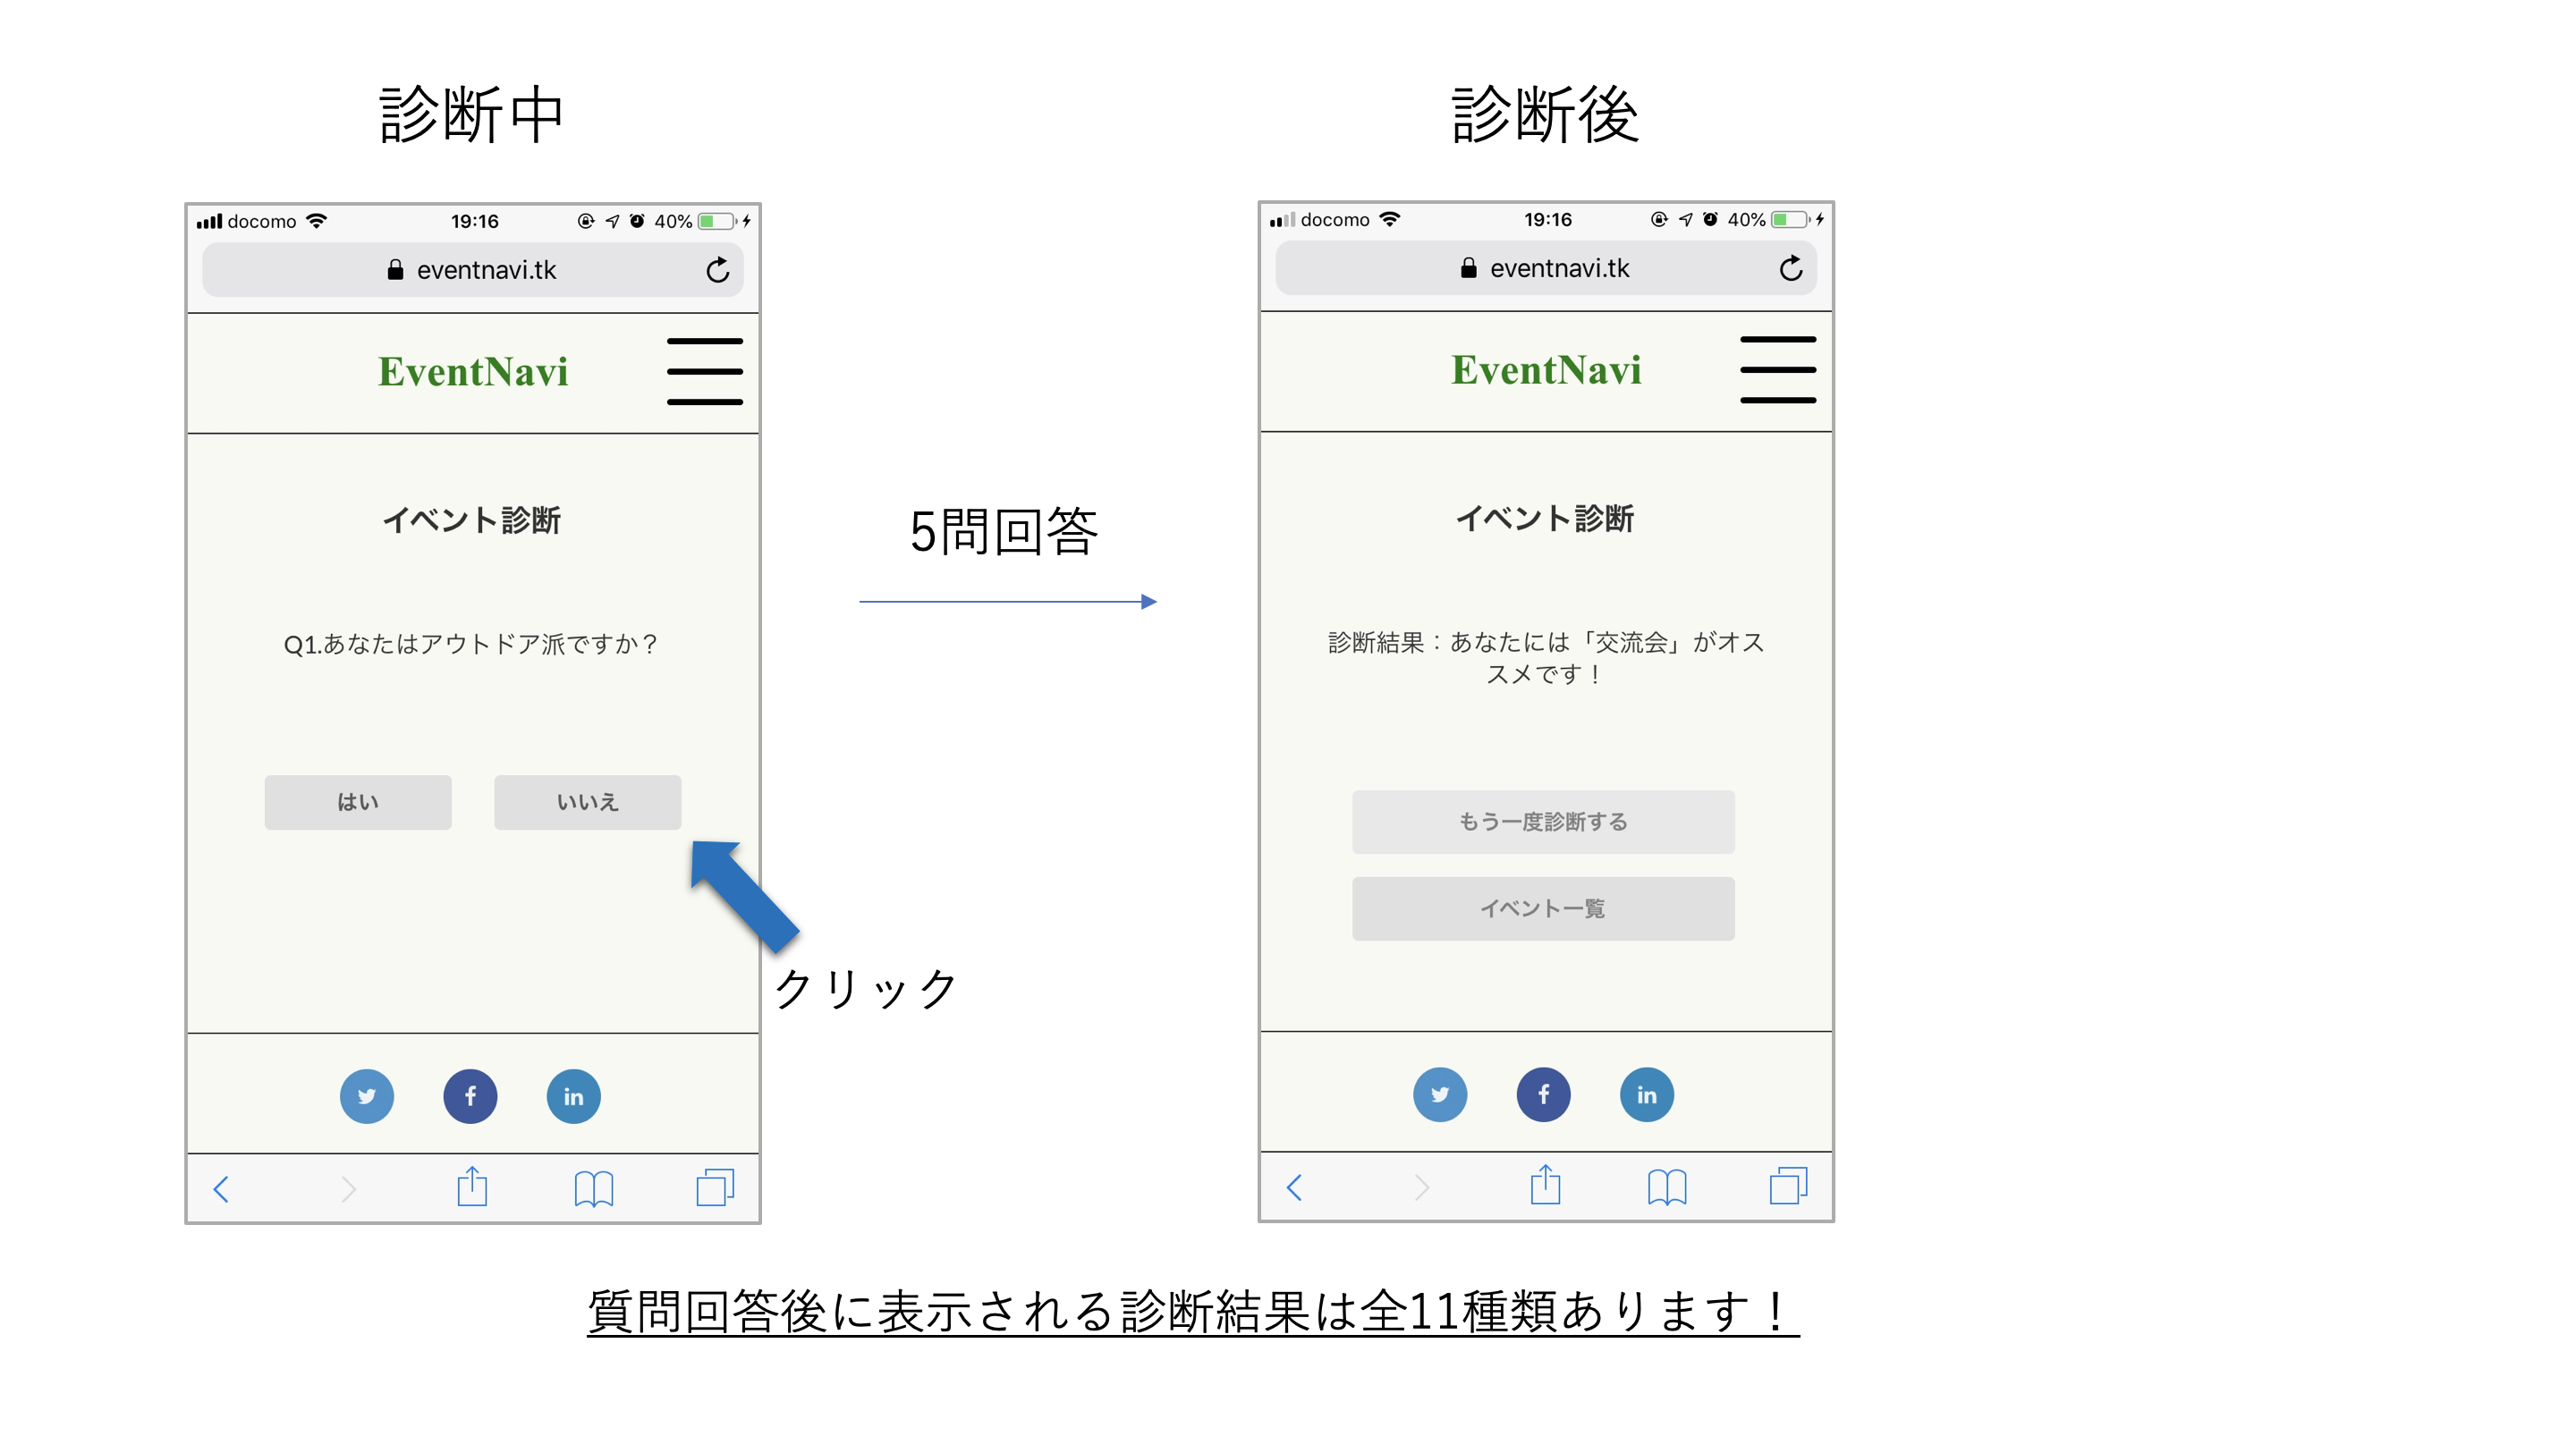 診断中
docomo 19:16 40%
eventnavi.tk
EventNavi
イベント診断
Q1.あなたはアウトドア派ですか？
はい いいえ
クリック
5問回答
診断後
docomo 19:16 40%
eventnavi.tk
EventNavi
イベント診断
診断結果：あなたには「交流会」がオス
スメです！
もう一度診断する
イベント一覧
質問回答後に表示される診断結果は全11種類あります！